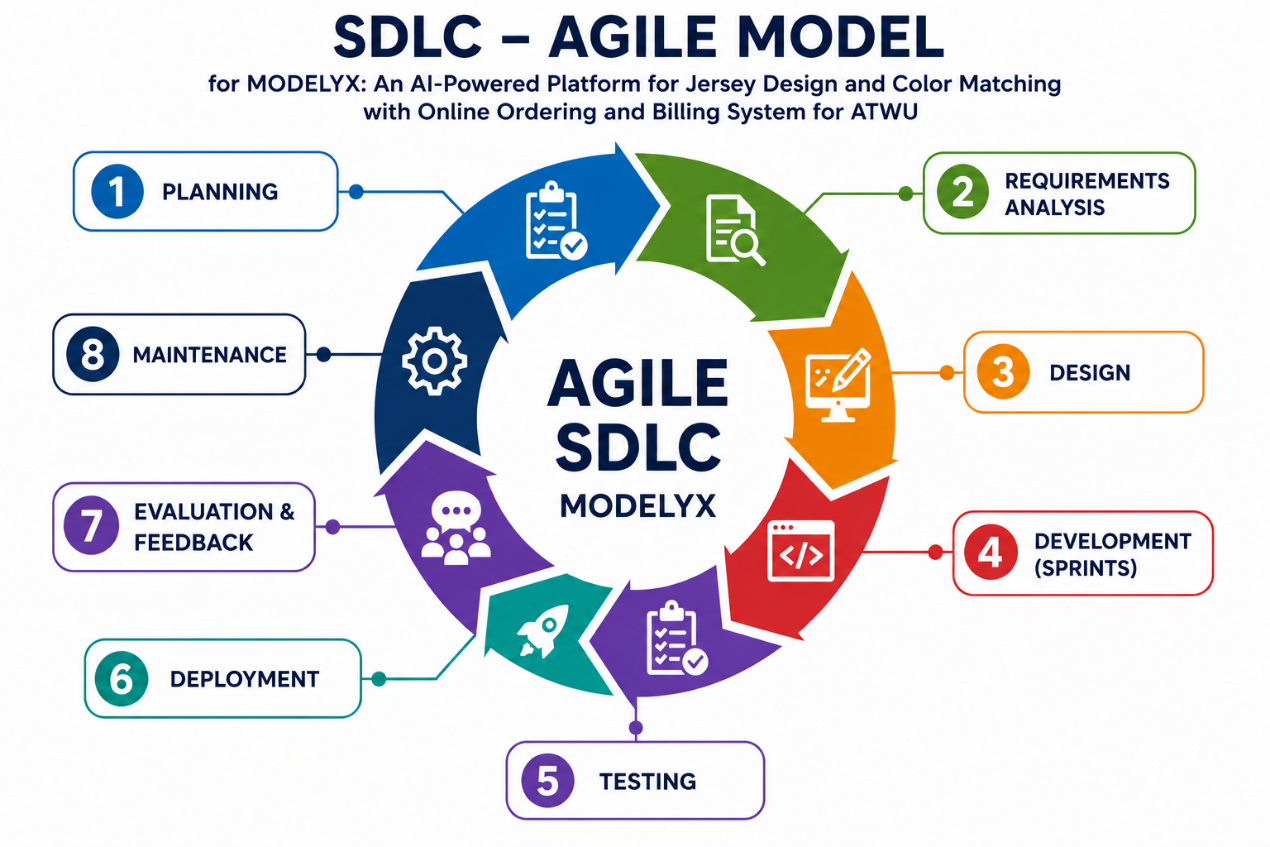 SDLC – AGILE MODEL
for MODELYX: An AI-Powered Platform for Jersey Design and Color Matching
with Online Ordering and Billing System for ATWU
1 PLANNING
2 REQUIREMENTS
ANALYSIS
3 DESIGN
4 DEVELOPMENT
(SPRINTS)
5 TESTING
6 DEPLOYMENT
7 EVALUATION &
FEEDBACK
8 MAINTENANCE
AGILE
SDLC
MODELYX